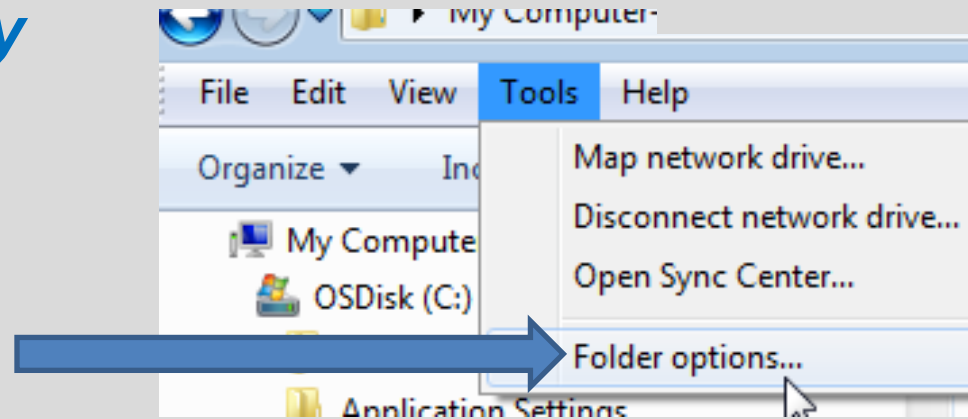 y
My Computer-
File Edit View Tools Help
Organize
Map network drive...
My Compute
Disconnect network drive...
OSDisk (C:)
Open Sync Center...
Folder options...
Application Settings